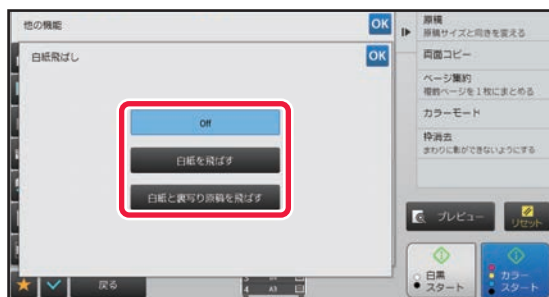 他の機能
OK
白紙飛ばし
OK
Off
白紙を飛ばす
白紙と裏写り原稿を飛ばす
戻る
4 A3
原稿
原稿サイズと向きを変える
両面コピー
ページ集約
複数ページを1枚にまとめる
カラーモード
枠消去
まわりに影ができないようにする
プレビュー
リセット
白黒
スタート
カラー
スタート